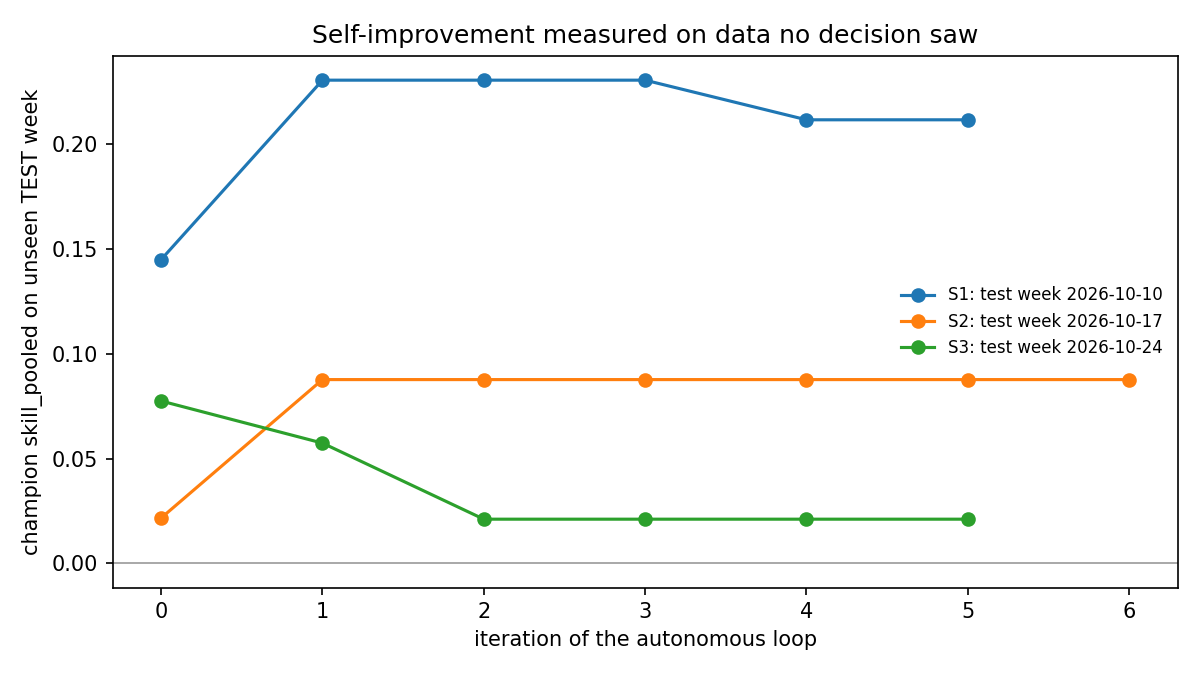 Self-improvement measured on data no decision saw
champion skill_pooled on unseen TEST week
0.20
0.15
0.10
0.05
0.00
S1: test week 2026-10-10
S2: test week 2026-10-17
S3: test week 2026-10-24
0 1 2 3 4 5 6
iteration of the autonomous loop